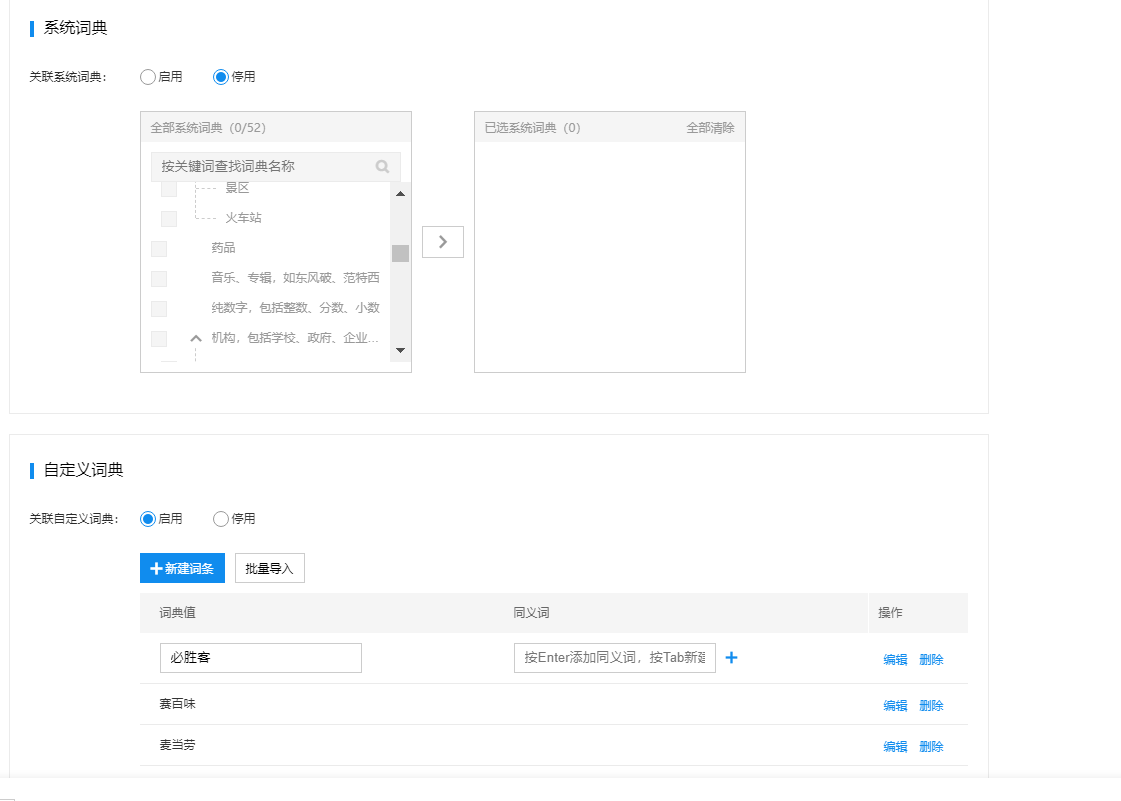 系统词典
关联系统词典： 启用 停用
全部系统词典（0/52） 已选系统词典（0） 全部清除
按关键词查找词典名称
景区
火车站
药品
音乐、专辑，如东风破、范特西
纯数字，包括整数、分数、小数
机构，包括学校、政府、企业...
自定义词典
关联自定义词典： 启用 停用
新建词条 批量导入
词典值 同义词 操作
必胜客 按Enter添加同义词，按Tab新建 编辑 删除
赛百味 编辑 删除
麦当劳 编辑 删除